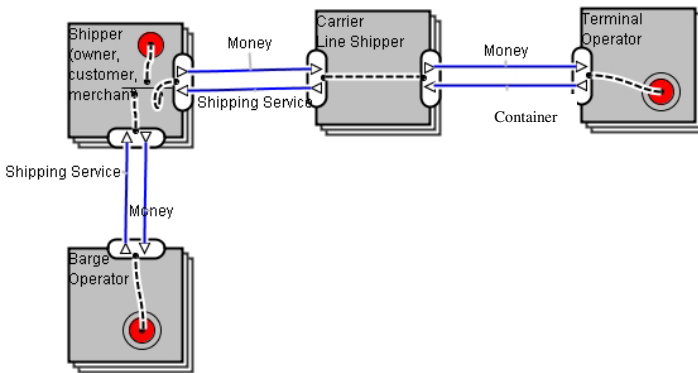 Shipper
(owner,
customer,
merchan
Money
Shipping Service
Carrier
Line Shipper
Money
Container
Terminal
Operator
Shipping Service
Money
Barge
Operator